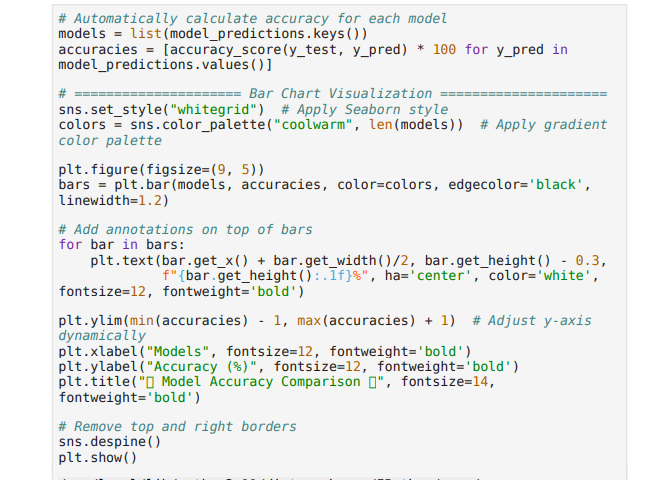 # Automatically calculate accuracy for each model
models = list(model_predictions.keys())
accuracies = [accuracy_score(y_test, y_pred) * 100 for y_pred in
model_predictions.values()]
# ===================== Bar Chart Visualization =====================
sns.set_style("whitegrid")  # Apply Seaborn style
colors = sns.color_palette("coolwarm", len(models))  # Apply gradient
color palette
plt.figure(figsize=(9, 5))
bars = plt.bar(models, accuracies, color=colors, edgecolor='black',
linewidth=1.2)
# Add annotations on top of bars
for bar in bars:
    plt.text(bar.get_x() + bar.get_width()/2, bar.get_height() - 0.3,
             f"{bar.get_height():.1f}%", ha='center', color='white',
fontsize=12, fontweight='bold')
plt.ylim(min(accuracies) - 1, max(accuracies) + 1)  # Adjust y-axis
dynamically
plt.xlabel("Models", fontsize=12, fontweight='bold')
plt.ylabel("Accuracy (%)", fontsize=12, fontweight='bold')
plt.title("▯ Model Accuracy Comparison ▯", fontsize=14,
fontweight='bold')
# Remove top and right borders
sns.despine()
plt.show()